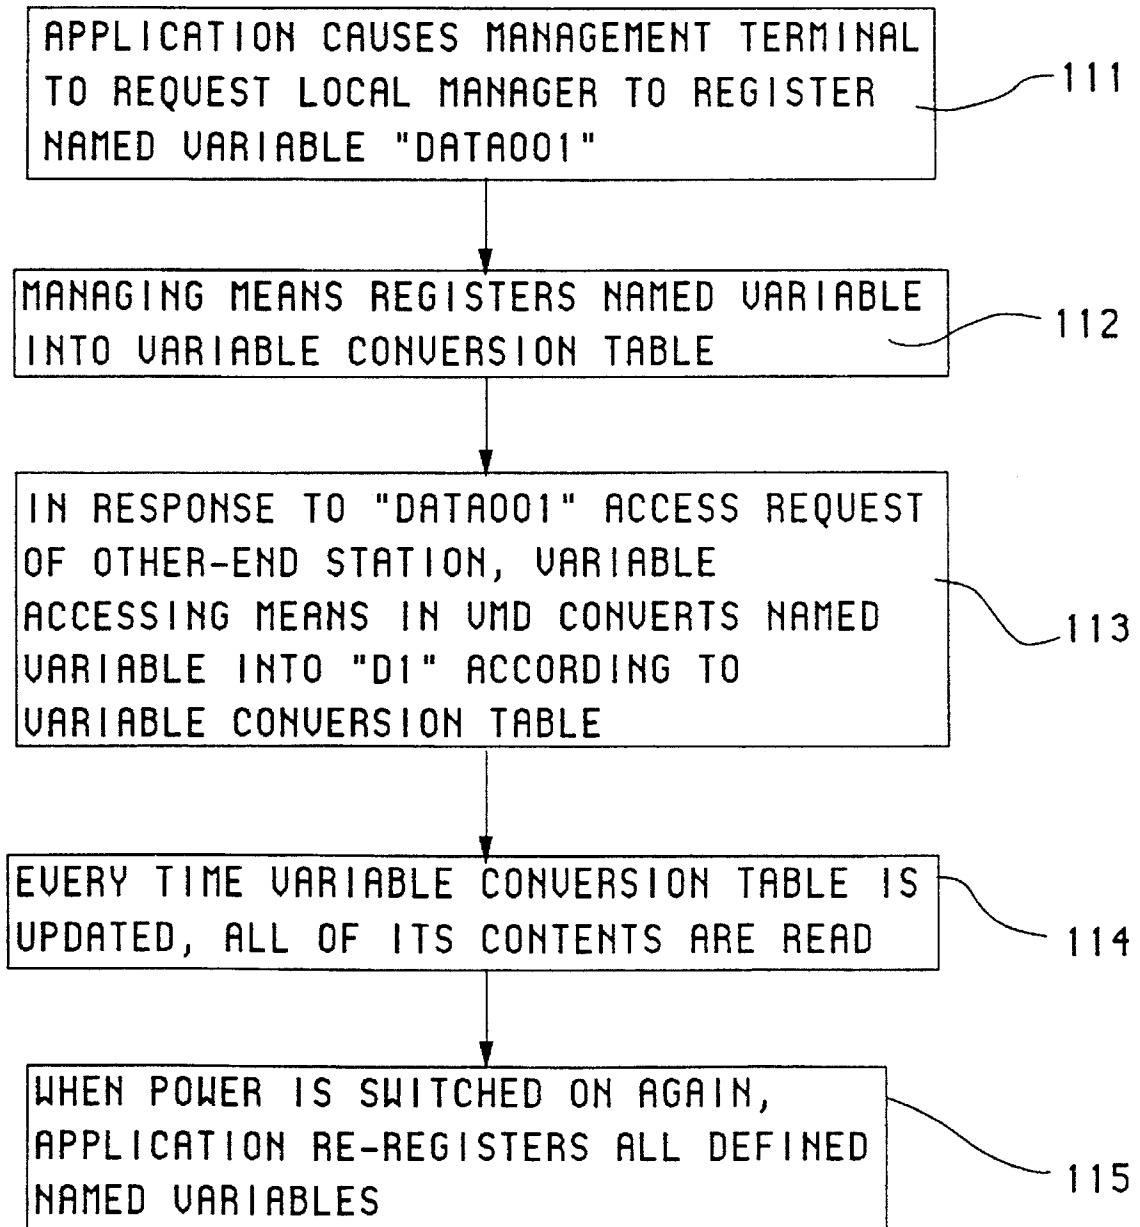 APPLICATION CAUSES MANAGEMENT TERMINAL
TO REQUEST LOCAL MANAGER TO REGISTER
NAMED VARIABLE "DATA001"
111
MANAGING MEANS REGISTERS NAMED VARIABLE
INTO VARIABLE CONVERSION TABLE
112
IN RESPONSE TO "DATA001" ACCESS REQUEST
OF OTHER-END STATION, VARIABLE
ACCESSING MEANS IN VMD CONVERTS NAMED
VARIABLE INTO "D1" ACCORDING TO
VARIABLE CONVERSION TABLE
113
EVERY TIME VARIABLE CONVERSION TABLE IS
UPDATED, ALL OF ITS CONTENTS ARE READ
114
WHEN POWER IS SWITCHED ON AGAIN,
APPLICATION RE-REGISTERS ALL DEFINED
NAMED VARIABLES
115